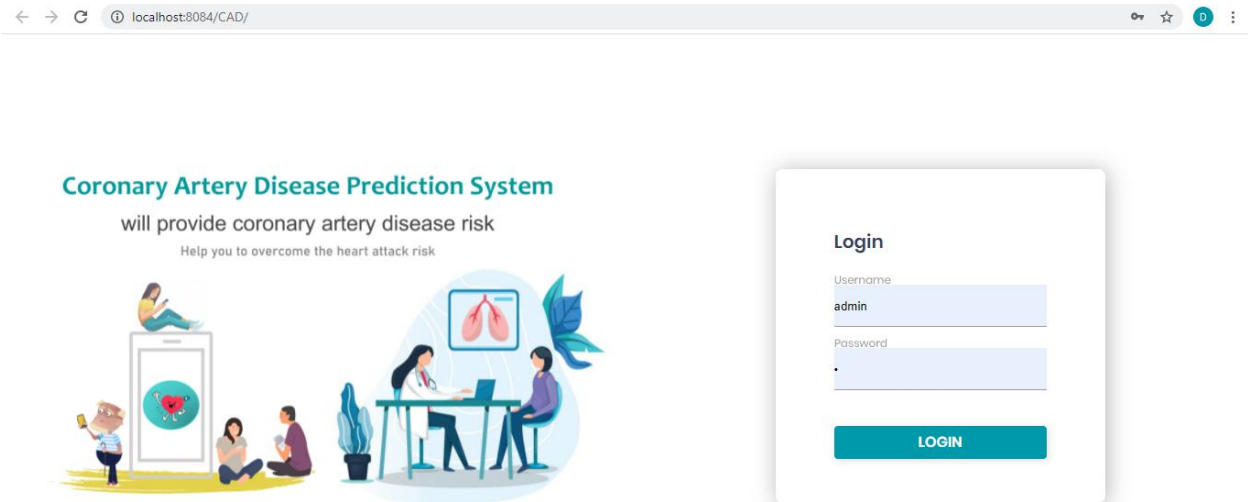 localhost:8084/CAD/
D
Coronary Artery Disease Prediction System
will provide coronary artery disease risk
Help you to overcome the heart attack risk
Login
Username
admin
Password
•
LOGIN